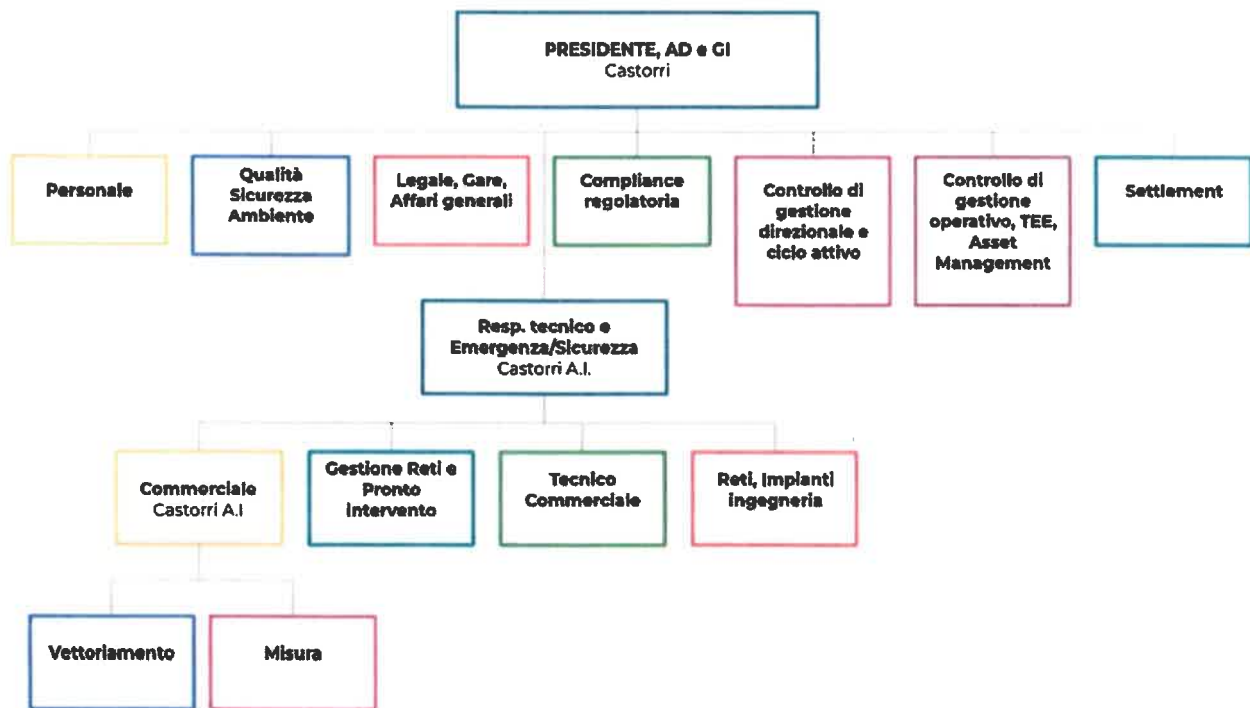 PRESIDENTE, AD e GI
Castorri
Personale
Qualità
Sicurezza
Ambiente
Legale, Gare,
Affari generali
Compliance
regolatoria
Controllo di
gestione
direzionale e
ciclo attivo
Controllo di
gestione
operativo, TEE,
Asset
Management
Settlement
Resp. tecnico e
Emergenza/Sicurezza
Castorri A.I.
Commerciale
Castorri A.I
Gestione Reti e
Pronto
intervento
Tecnico
Commerciale
Reti, Impianti
ingegneria
Vettoriamento
Misura